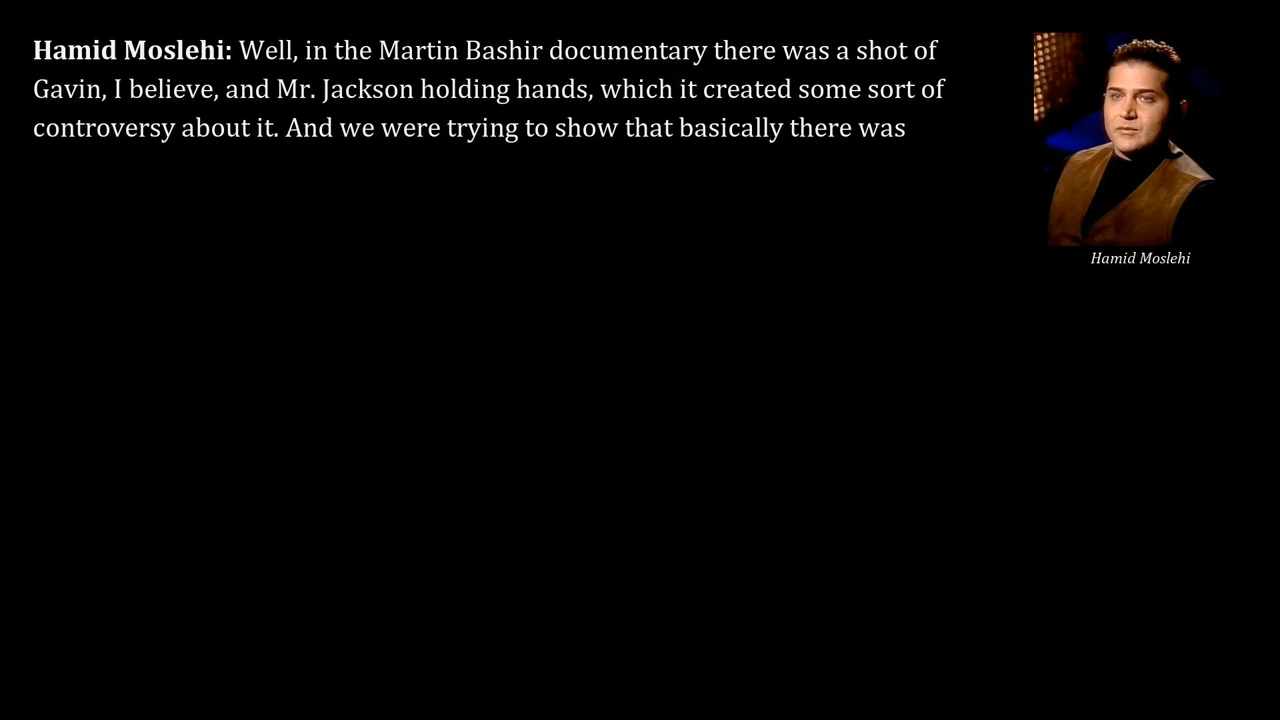 Hamid Moslehi: Well, in the Martin Bashir documentary there was a shot of
Gavin, I believe, and Mr. Jackson holding hands, which it created some sort of
controversy about it. And we were trying to show that basically there was
Hamid Moslehi